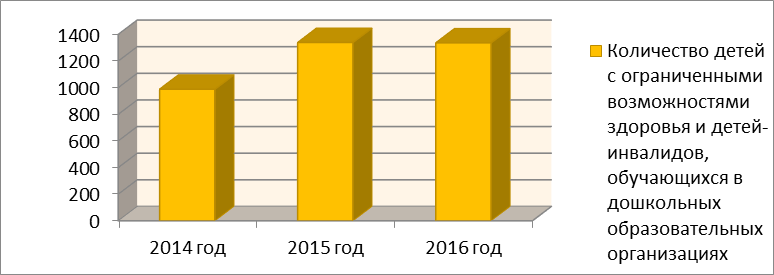 1400
1200
1000
800
600
400
200
0
2014 год
2015 год
2016 год
Количество детей
с ограниченными
возможностями
здоровья и детей-
инвалидов,
обучающихся в
дошкольных
образовательных
организациях